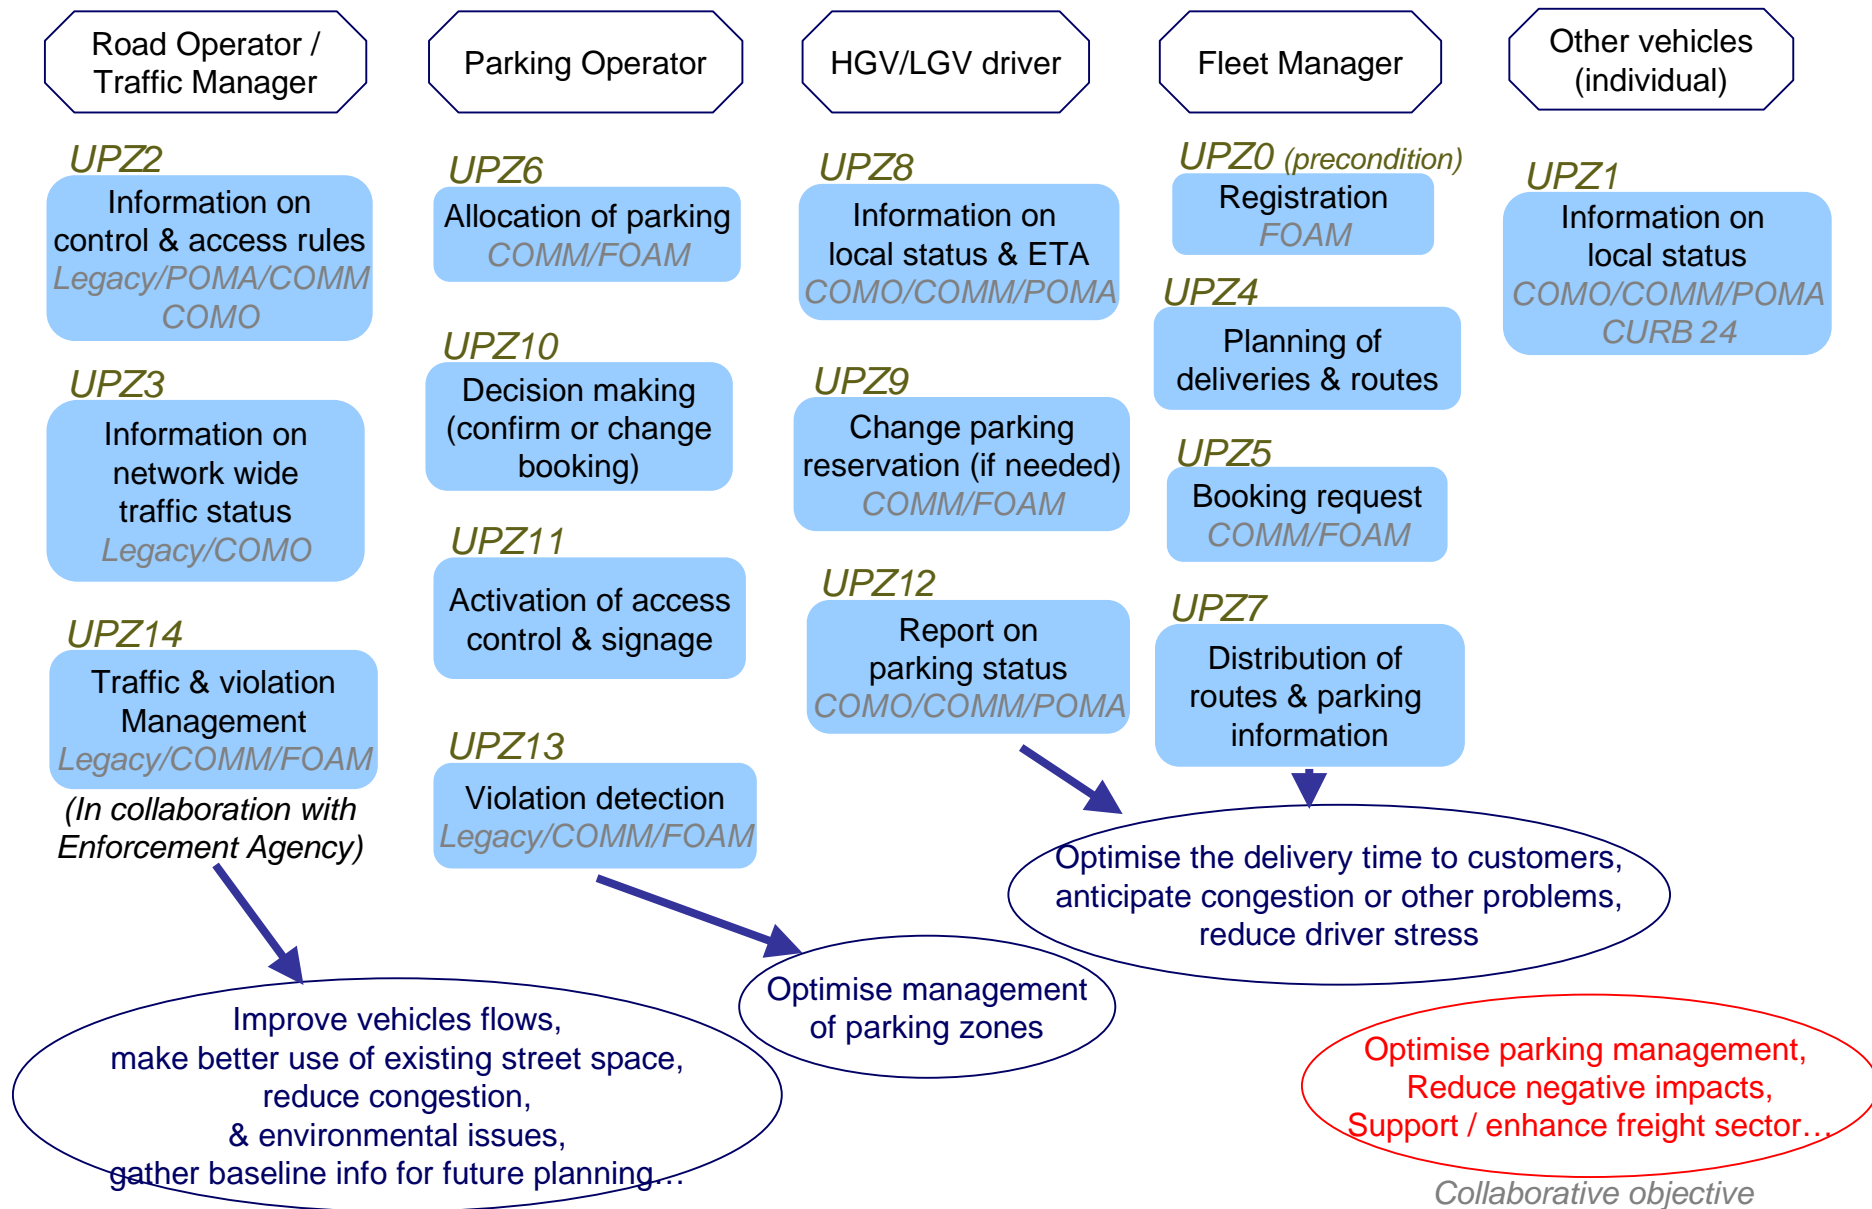 Road Operator /
Traffic Manager
UPZ2
Information on
control & access rules
Legacy/POMA/COMM
COMO
UPZ3
Information on
network wide
traffic status
Legacy/COMO
UPZ14
Traffic & violation
Management
Legacy/COMM/FOAM
(In collaboration with
Enforcement Agency)
Improve vehicles flows,
make better use of existing street space,
reduce congestion,
& environmental issues,
gather baseline info for future planning…
Parking Operator
UPZ6
Allocation of parking
COMM/FOAM
UPZ10
Decision making
(confirm or change
booking)
UPZ11
Activation of access
control & signage
UPZ13
Violation detection
Legacy/COMM/FOAM
Optimise management
of parking zones
HGV/LGV driver
UPZ8
Information on
local status & ETA
COMO/COMM/POMA
UPZ9
Change parking
reservation (if needed)
COMM/FOAM
UPZ12
Report on
parking status
COMO/COMM/POMA
Fleet Manager
UPZ0 (precondition)
Registration
FOAM
UPZ4
Planning of
deliveries & routes
UPZ5
Booking request
COMM/FOAM
UPZ7
Distribution of
routes & parking
information
Optimise the delivery time to customers,
anticipate congestion or other problems,
reduce driver stress
Other vehicles
(individual)
UPZ1
Information on
local status
COMO/COMM/POMA
CURB 24
Optimise parking management,
Reduce negative impacts,
Support / enhance freight sector…
Collaborative objective